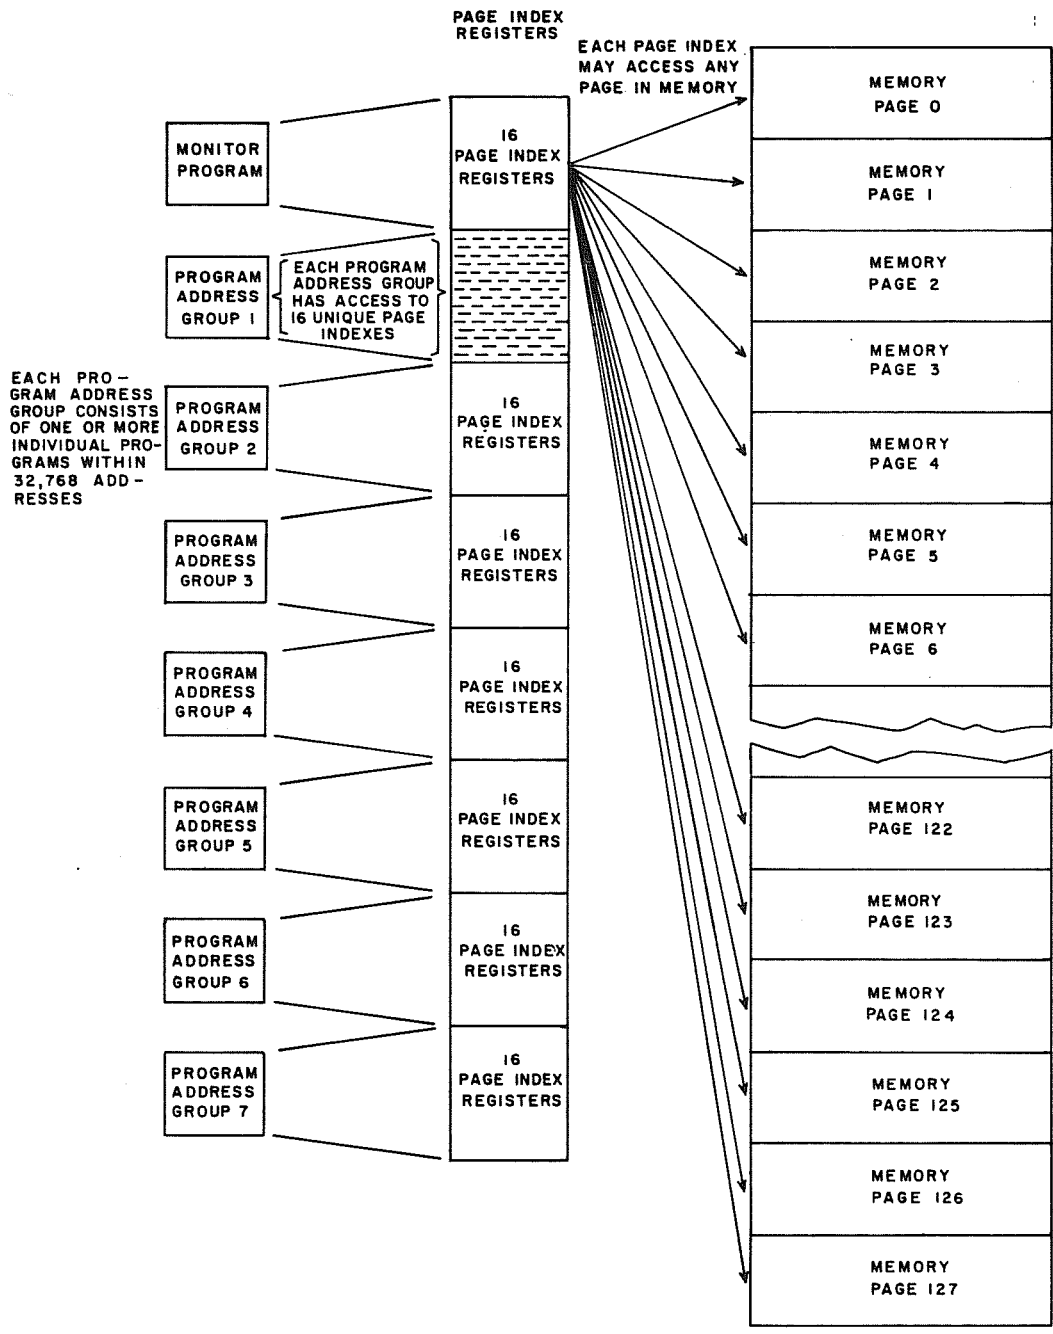 PAGE INDEX
REGISTERS
EACH PAGE INDEX
MAY ACCESS ANY
PAGE IN MEMORY
MONITOR
PROGRAM
PROGRAM
ADDRESS
GROUP 1
EACH PROGRAM
ADDRESS GROUP
HAS ACCESS TO
16 UNIQUE PAGE
INDEXES
EACH PRO-
GRAM ADDRESS
GROUP CONSISTS
OF ONE OR MORE
INDIVIDUAL PRO-
GRAMS WITHIN
32,768 ADD-
RESSES
PROGRAM
ADDRESS
GROUP 2
PROGRAM
ADDRESS
GROUP 3
PROGRAM
ADDRESS
GROUP 4
PROGRAM
ADDRESS
GROUP 5
PROGRAM
ADDRESS
GROUP 6
PROGRAM
ADDRESS
GROUP 7
16
PAGE INDEX
REGISTERS
16
PAGE INDEX
REGISTERS
16
PAGE INDEX
REGISTERS
16
PAGE INDEX
REGISTERS
16
PAGE INDEX
REGISTERS
16
PAGE INDEX
REGISTERS
16
PAGE INDEX
REGISTERS
MEMORY
PAGE 0
MEMORY
PAGE 1
MEMORY
PAGE 2
MEMORY
PAGE 3
MEMORY
PAGE 4
MEMORY
PAGE 5
MEMORY
PAGE 6
MEMORY
PAGE 122
MEMORY
PAGE 123
MEMORY
PAGE 124
MEMORY
PAGE 125
MEMORY
PAGE 126
MEMORY
PAGE 127